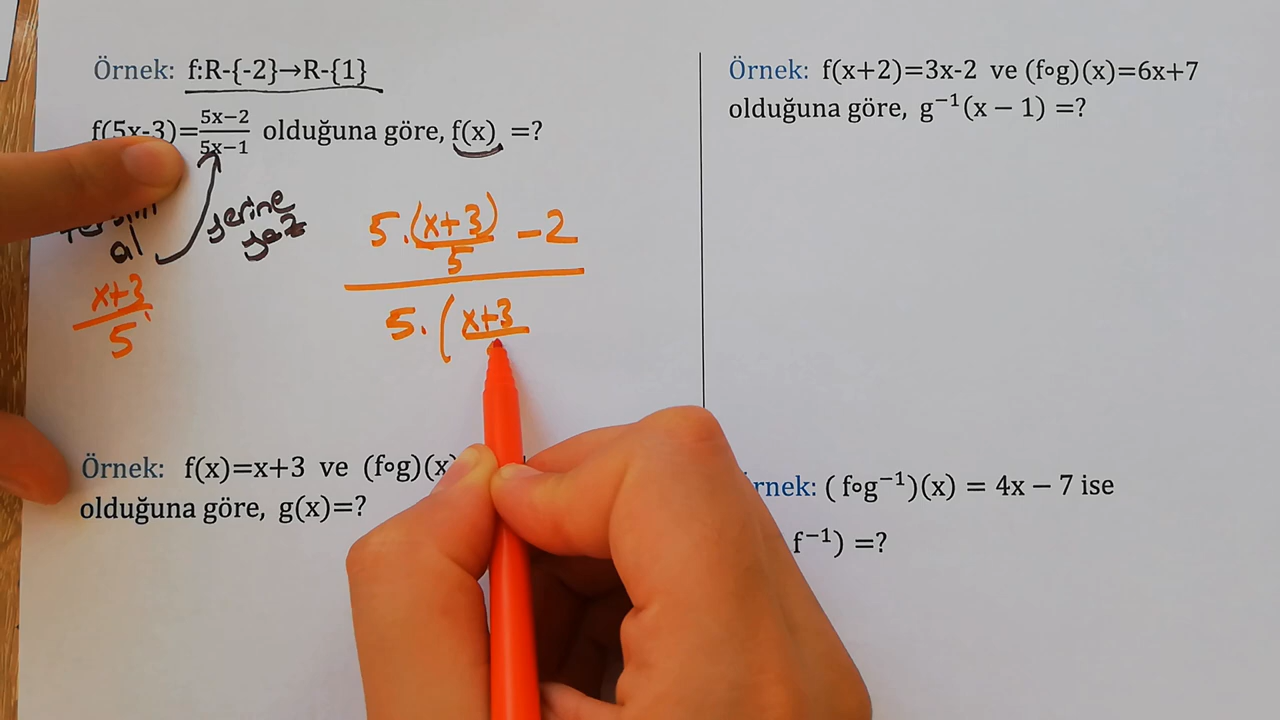 Örnek: f:R-{-2}→R-{1}
f(5x-3)=5x−2/5x−1 olduğuna göre, f(x) =?
al
yerine
yaz
x+3/5
5.(x+3)/5 −2
5.(x+3
Örnek: f(x)=x+3 ve (f∘g)(x)
olduğuna göre, g(x)=?
Örnek: f(x+2)=3x-2 ve (f∘g)(x)=6x+7
olduğuna göre, g⁻¹(x − 1) =?
rnek: ( f∘g⁻¹)(x) = 4x − 7 ise
f⁻¹) =?